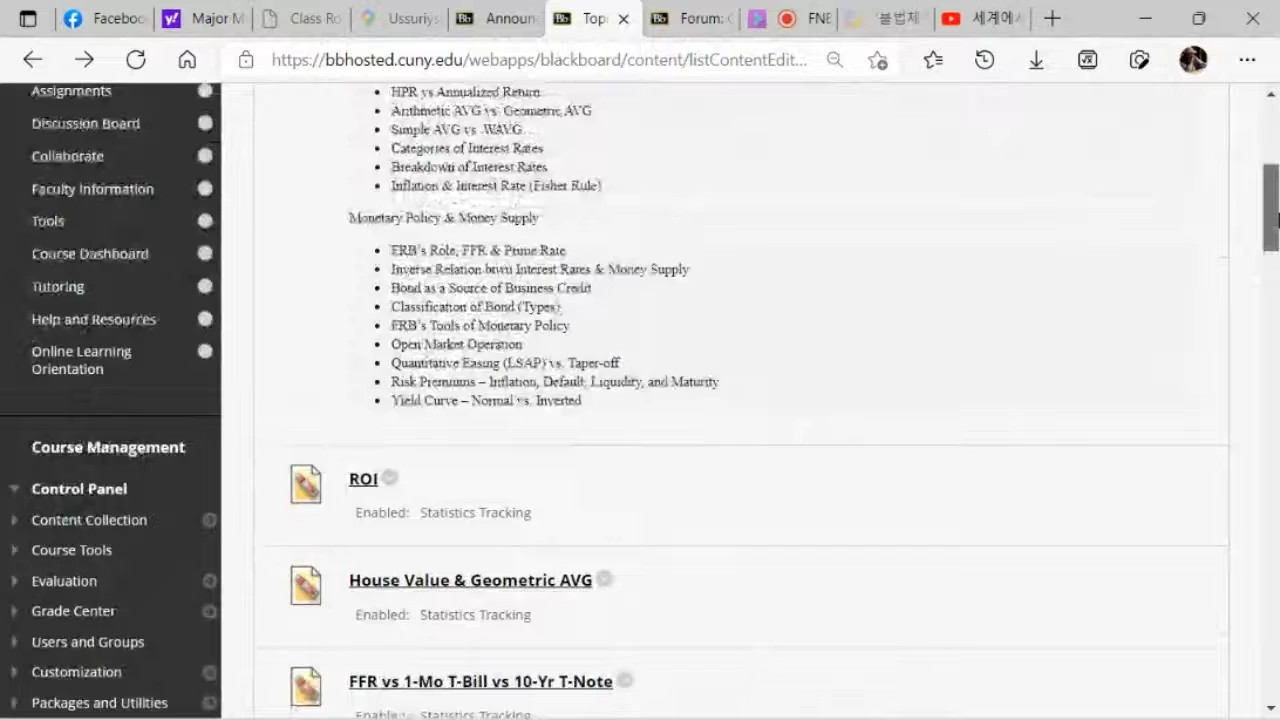 Faceboo
Major M
Class Ro
Ussuriys
Announ
Topi
Forum: (
FNE
불법체
세계에서
https://bbhosted.cuny.edu/webapps/blackboard/content/listContentEdit...
Assignments
Discussion Board
Collaborate
Faculty Information
Tools
Course Dashboard
Tutoring
Help and Resources
Online Learning
Orientation
Course Management
Control Panel
Content Collection
Course Tools
Evaluation
Grade Center
Users and Groups
Customization
Packages and Utilities
HPR vs Annualized Return
Arithmetic AVG vs. Geometric AVG
Simple AVG vs. WAVG
Categories of Interest Rates
Breakdown of Interest Rates
Inflation & Interest Rate (Fisher Rule)
Monetary Policy & Money Supply
FRB's Role, FFR & Prime Rate
Inverse Relation btwn Interest Rates & Money Supply
Bond as a Source of Business Credit
Classification of Bond (Types)
FRB's Tools of Monetary Policy
Open Market Operation
Quantitative Easing (LSAP) vs. Taper-off
Risk Premiums – Inflation, Default, Liquidity, and Maturity
Yield Curve – Normal vs. Inverted
ROI
Enabled: Statistics Tracking
House Value & Geometric AVG
Enabled: Statistics Tracking
FFR vs 1-Mo T-Bill vs 10-Yr T-Note
Enabled: Statistics Tracking